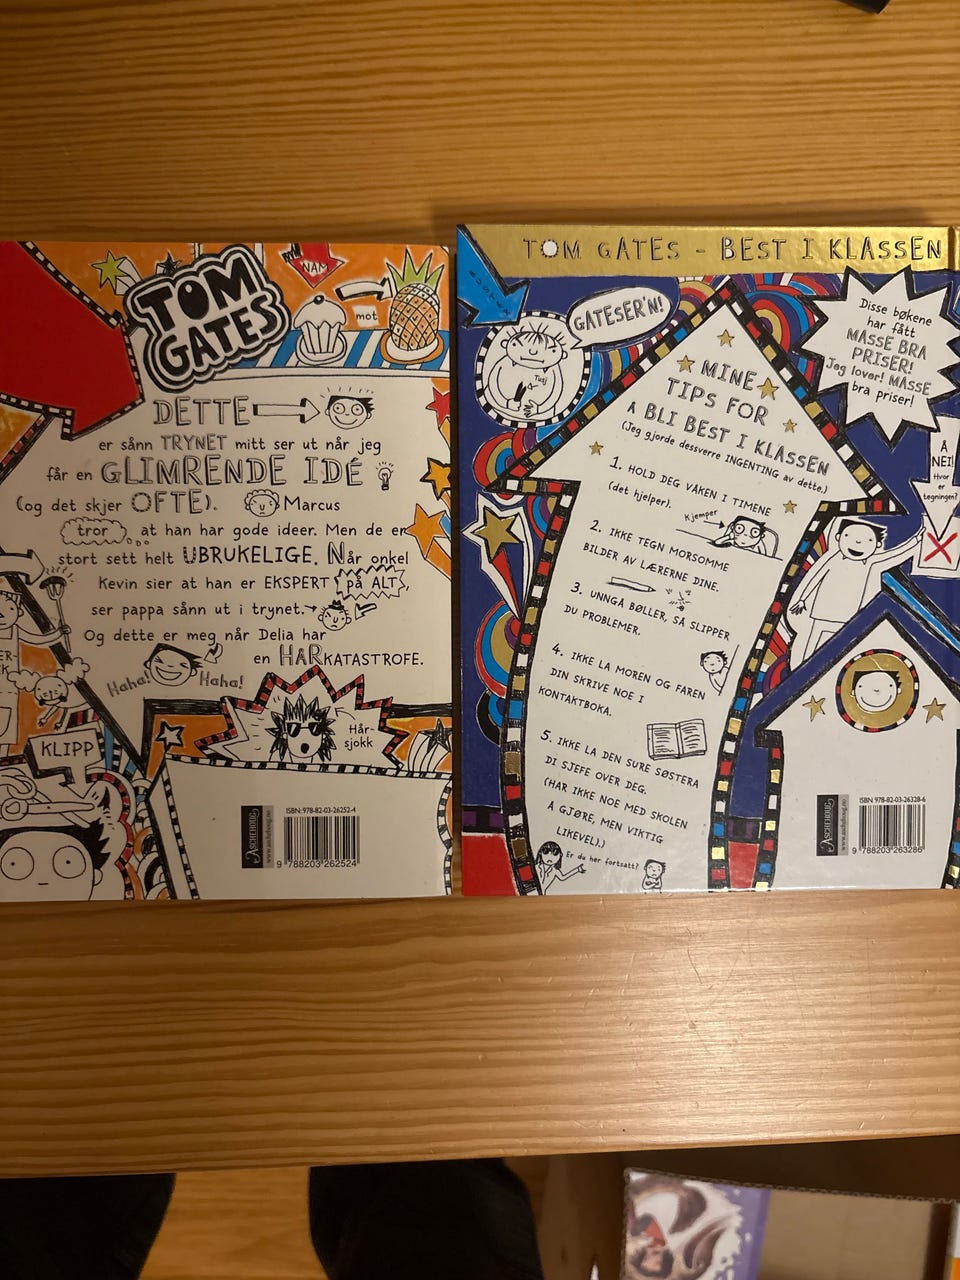 TOM
GATES
NAM
mot
DETTE
er sånn TRYNET mitt ser ut når jeg
får en GLIMRENDE IDÉ
(og det skjer OFTE). Marcus
tror at han har gode ideer. Men de er
stort sett helt UBRUKELIGE. Når onkel
Kevin sier at han er EKSPERT på ALT,
ser pappa sånn ut i trynet.
Og dette er meg når Delia har
en HÅRKATASTROFE.
Haha! Haha!
Hår-
sjokk
KLIPP
ISBN: 978-82-03-26252-4
ASCHEHOUG
www.aschehoug.no
9 788203 262524
TOM GATES - BEST I KLASSEN
GATESER'N!
Disse bøkene
har fått
MASSE BRA
PRISER!
Jeg lover! MASSE
bra priser!
MINE
TIPS FOR
Å BLI BEST I KLASSEN
(Jeg gjorde dessverre INGENTING av dette.)
1. HOLD DEG VÅKEN I TIMENE
(det hjelper).
Kjemper
2. IKKE TEGN MORSOMME
BILDER AV LÆRERNE DINE.
3. UNNGÅ BØLLER, SÅ SLIPPER
DU PROBLEMER.
4. IKKE LA MOREN OG FAREN
DIN SKRIVE NOE I
KONTAKTBOKA.
5. IKKE LA DEN SURE SØSTERA
DI SJEFE OVER DEG.
(HAR IKKE NOE MED SKOLEN
Å GJØRE, MEN VIKTIG
LIKEVEL).)
Er du her fortsatt?
Å
NEI!
Hvor
er
tegningen?
ISBN 978-82-03-26328-6
ASCHEHOUG
www.aschehoug.no
9 788203 263286